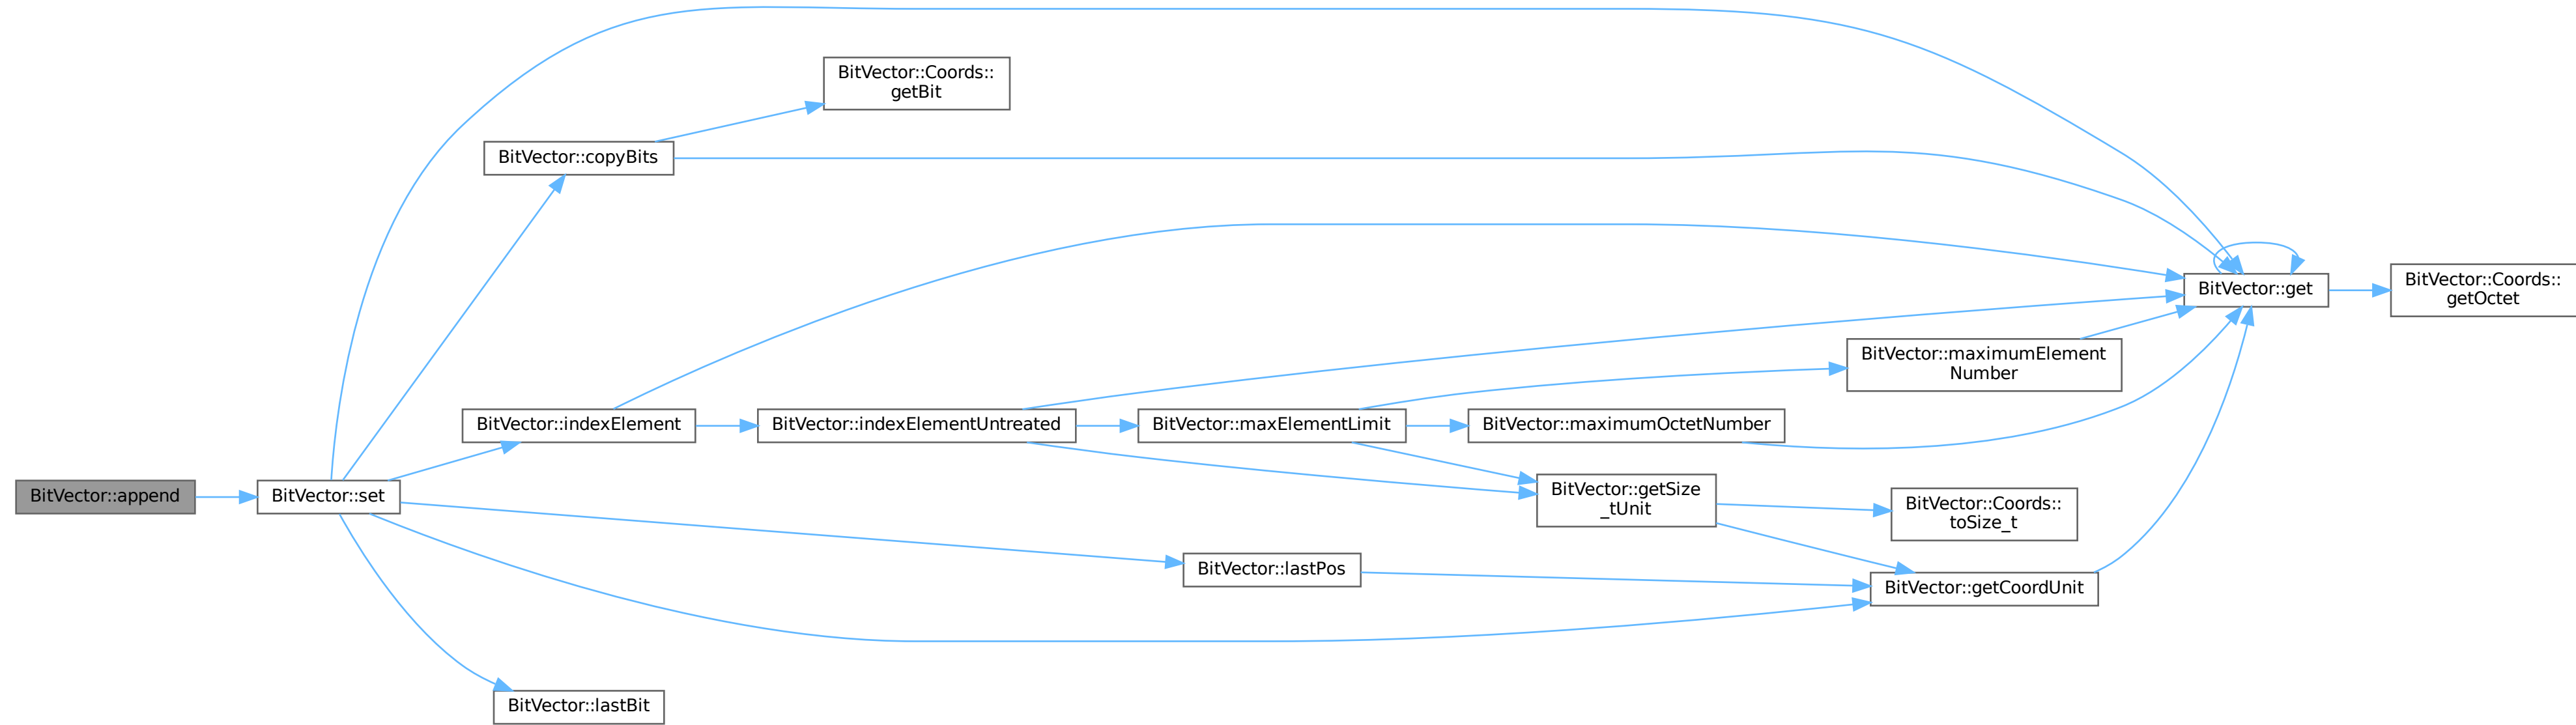 BitVector::append
BitVector::set
BitVector::copyBits
BitVector::Coords::
getBit
BitVector::indexElement
BitVector::indexElementUntreated
BitVector::maxElementLimit
BitVector::maximumOctetNumber
BitVector::maximumElement
Number
BitVector::getSize
_tUnit
BitVector::Coords::
toSize_t
BitVector::lastPos
BitVector::getCoordUnit
BitVector::get
BitVector::Coords::
getOctet
BitVector::lastBit